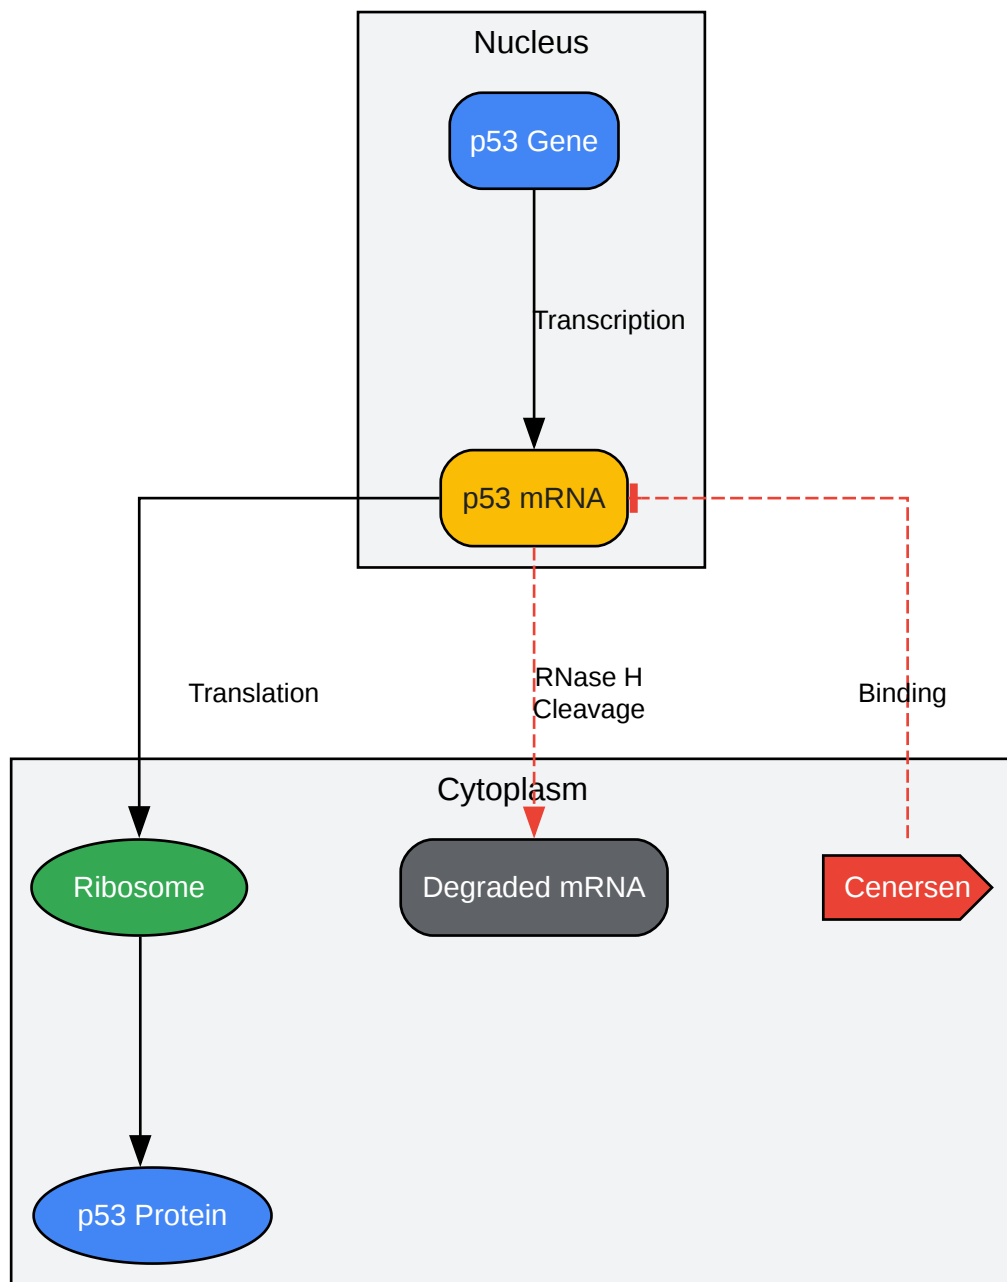 Nucleus
p53 Gene
Transcription
p53 mRNA
Translation
RNase H
Cleavage
Binding
Cytoplasm
Ribosome
Degraded mRNA
Cenersen
p53 Protein